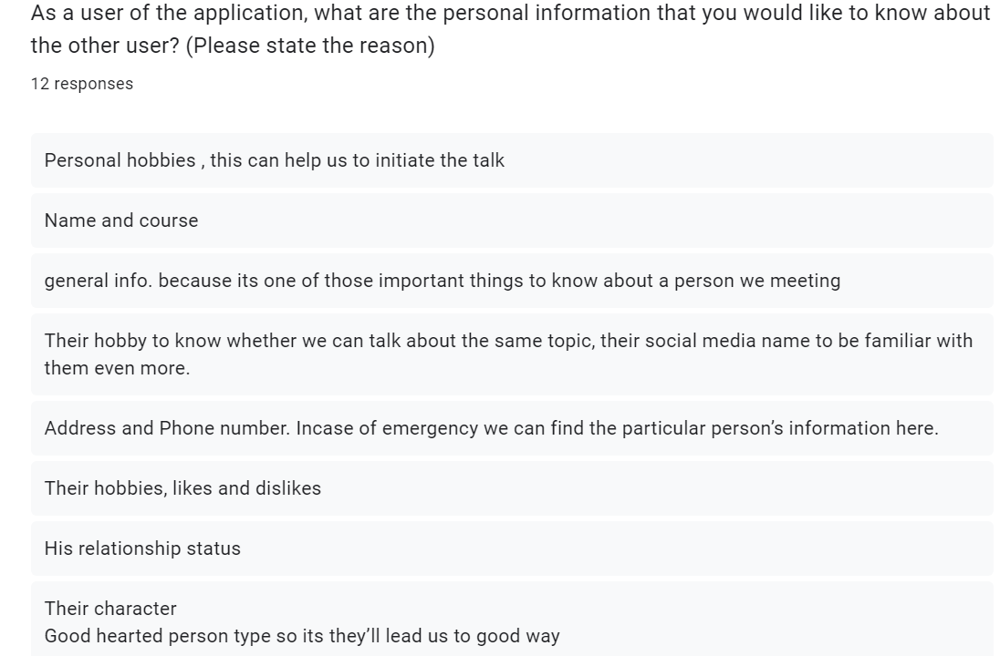 As a user of the application, what are the personal information that you would like to know about
the other user? (Please state the reason)
12 responses
Personal hobbies , this can help us to initiate the talk
Name and course
general info. because its one of those important things to know about a person we meeting
Their hobby to know whether we can talk about the same topic, their social media name to be familiar with
them even more.
Address and Phone number. Incase of emergency we can find the particular person’s information here.
Their hobbies, likes and dislikes
His relationship status
Their character
Good hearted person type so its they’ll lead us to good way